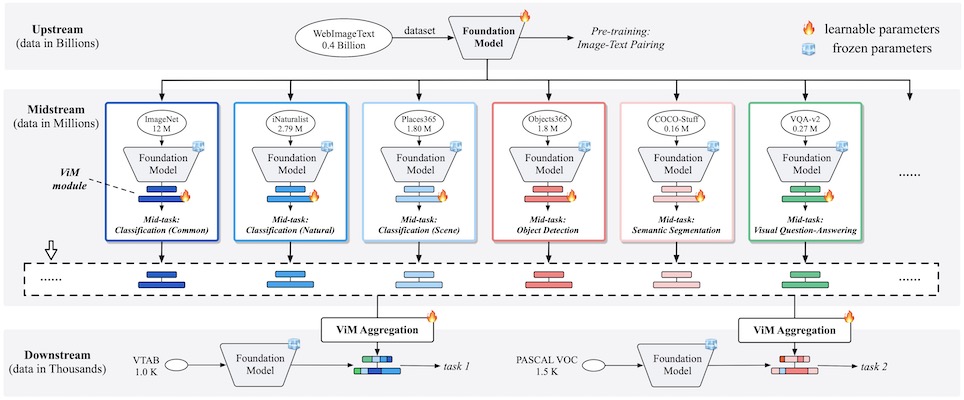 Upstream
(data in Billions)
WebImageText
0.4 Billion
dataset
Foundation
Model
Pre-training:
Image-Text Pairing
learnable parameters
frozen parameters
Midstream
(data in Millions)
ViM
module
ImageNet
12 M
Foundation
Model
Mid-task:
Classification (Common)
iNaturalist
2.79 M
Foundation
Model
Mid-task:
Classification (Natural)
Places365
1.80 M
Foundation
Model
Mid-task:
Classification (Scene)
Objects365
1.8 M
Foundation
Model
Mid-task:
Object Detection
COCO-Stuff
0.16 M
Foundation
Model
Mid-task:
Semantic Segmentation
VQA-v2
0.27 M
Foundation
Model
Mid-task:
Visual Question-Answering
......
......
......
ViM Aggregation
ViM Aggregation
Downstream
(data in Thousands)
VTAB
1.0 K
Foundation
Model
task 1
PASCAL VOC
1.5 K
Foundation
Model
task 2